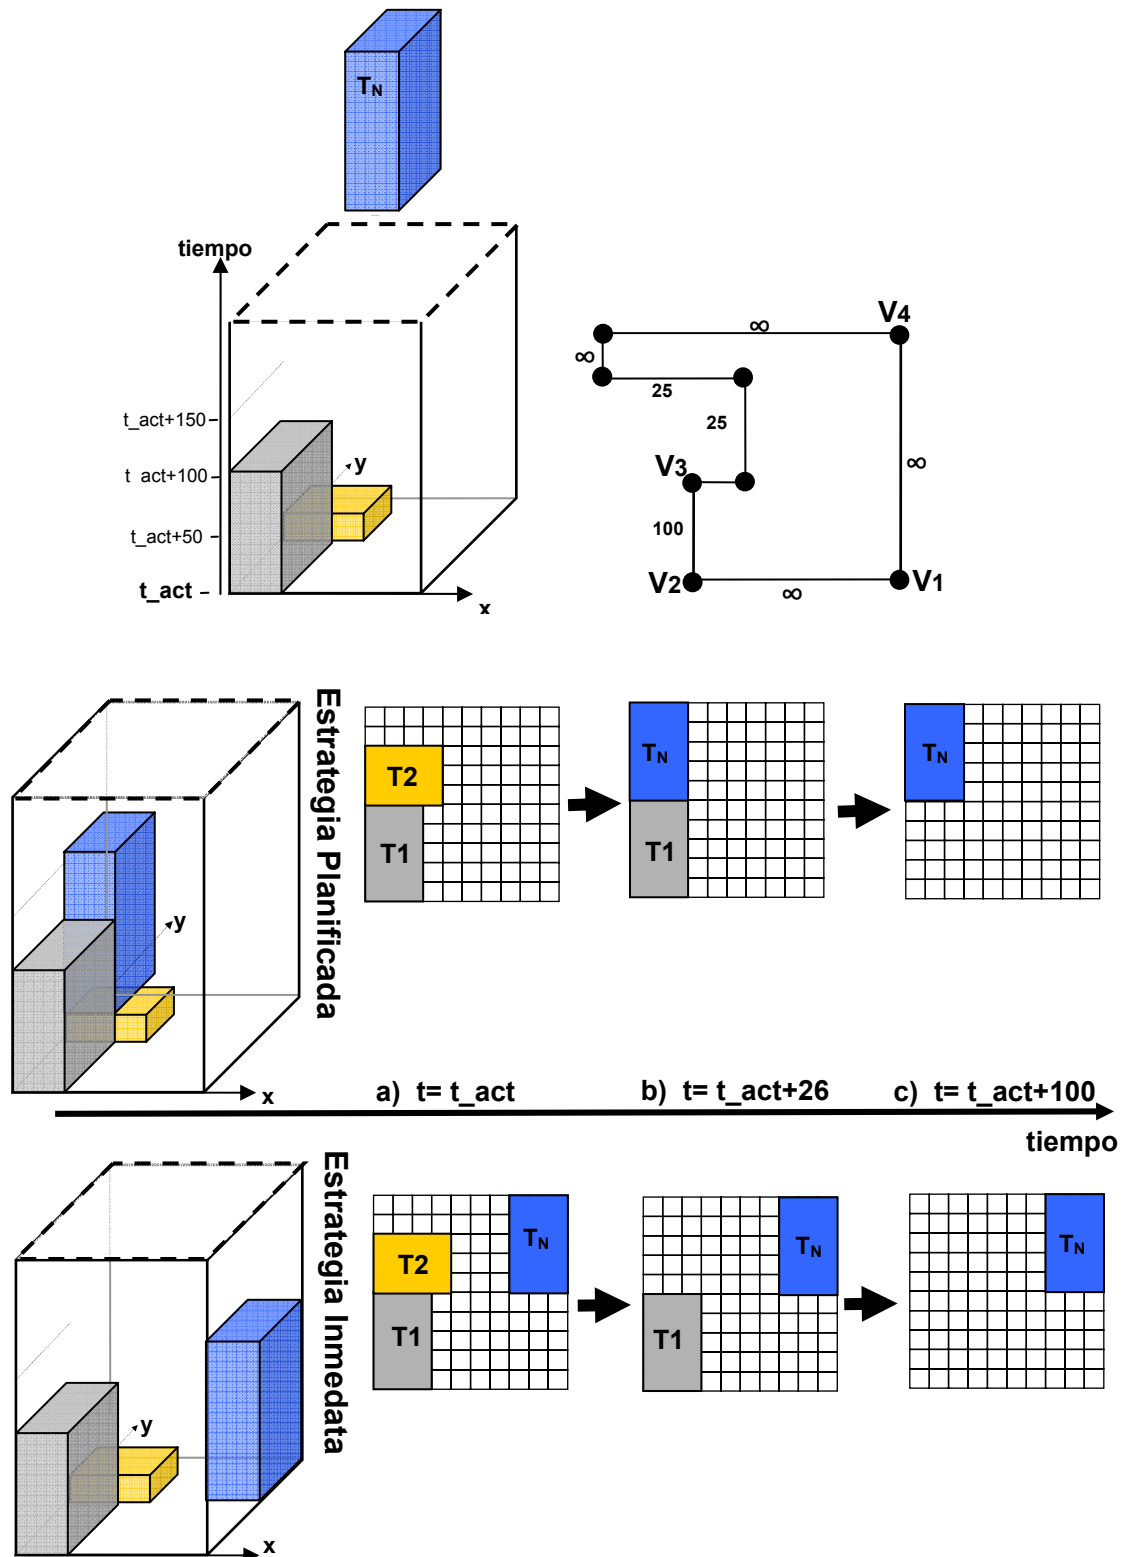 TN
tiempo
t_act+150
t_act+100
t_act+50
t_act
y
x
V4
∞
∞
25
25
V3
∞
100
V2
V1
∞
Estrategia Planificada
T2
T1
TN
T1
TN
y
x
a) t= t_act
b) t= t_act+26
c) t= t_act+100
tiempo
Estrategia Inmedata
T2
T1
TN
T1
TN
TN
y
x